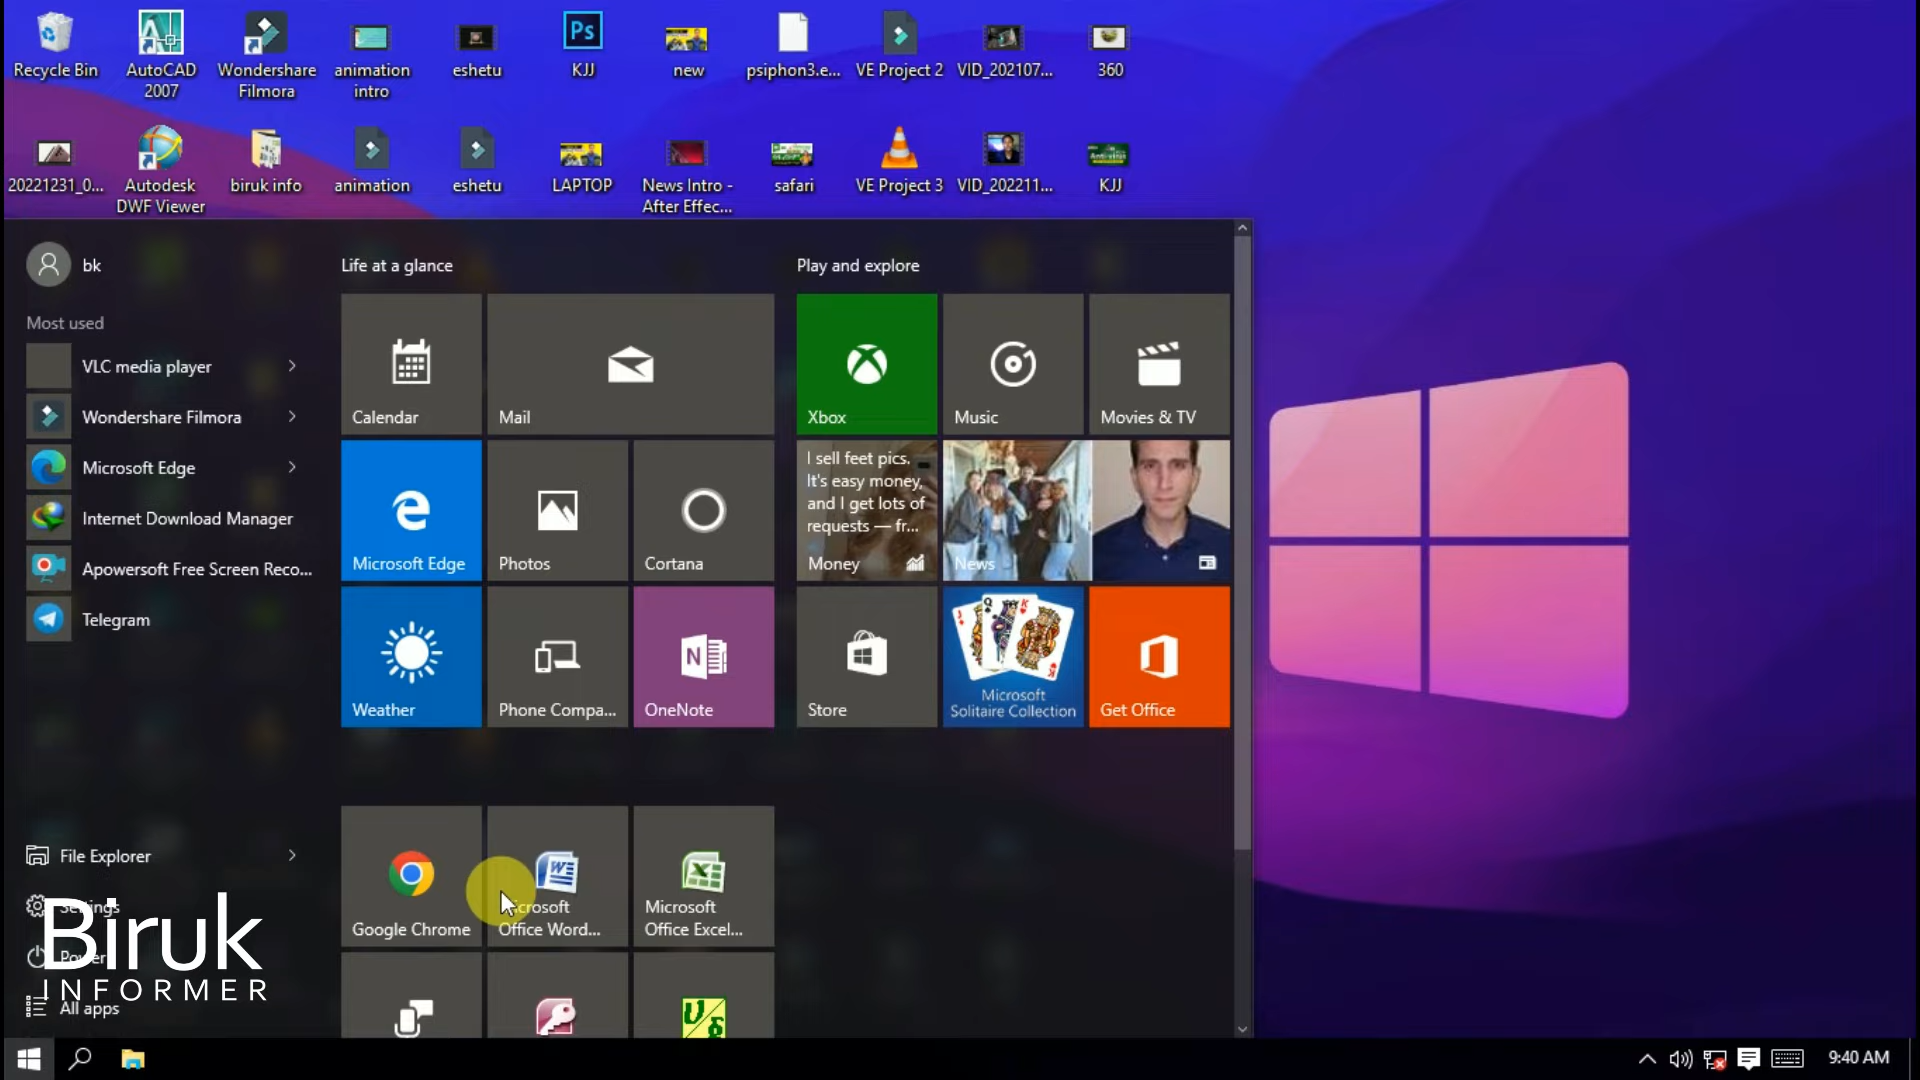 Recycle Bin
AutoCAD
2007
Wondershare
Filmora
animation
intro
eshetu
Ps
KJJ
new
psiphon3.e...
VE Project 2
VID_202107...
360
20221231_0...
Autodesk
DWF Viewer
biruk info
animation
eshetu
LAPTOP
News Intro -
After Effec...
safari
VE Project 3
VID_202211...
KJJ
bk
Most used
VLC media player
Wondershare Filmora
Microsoft Edge
Internet Download Manager
Apowersoft Free Screen Reco...
Telegram
File Explorer
Settings
Power
All apps
Biruk
INFORMER
Life at a glance
Calendar
Mail
Microsoft Edge
Photos
Cortana
Weather
Phone Compa...
OneNote
Play and explore
Xbox
Music
Movies & TV
I sell feet pics.
It's easy money,
and I get lots of
requests — fr...
Money
News
Store
Microsoft
Solitaire Collection
Get Office
Google Chrome
Microsoft
Office Word...
Microsoft
Office Excel...
9:40 AM